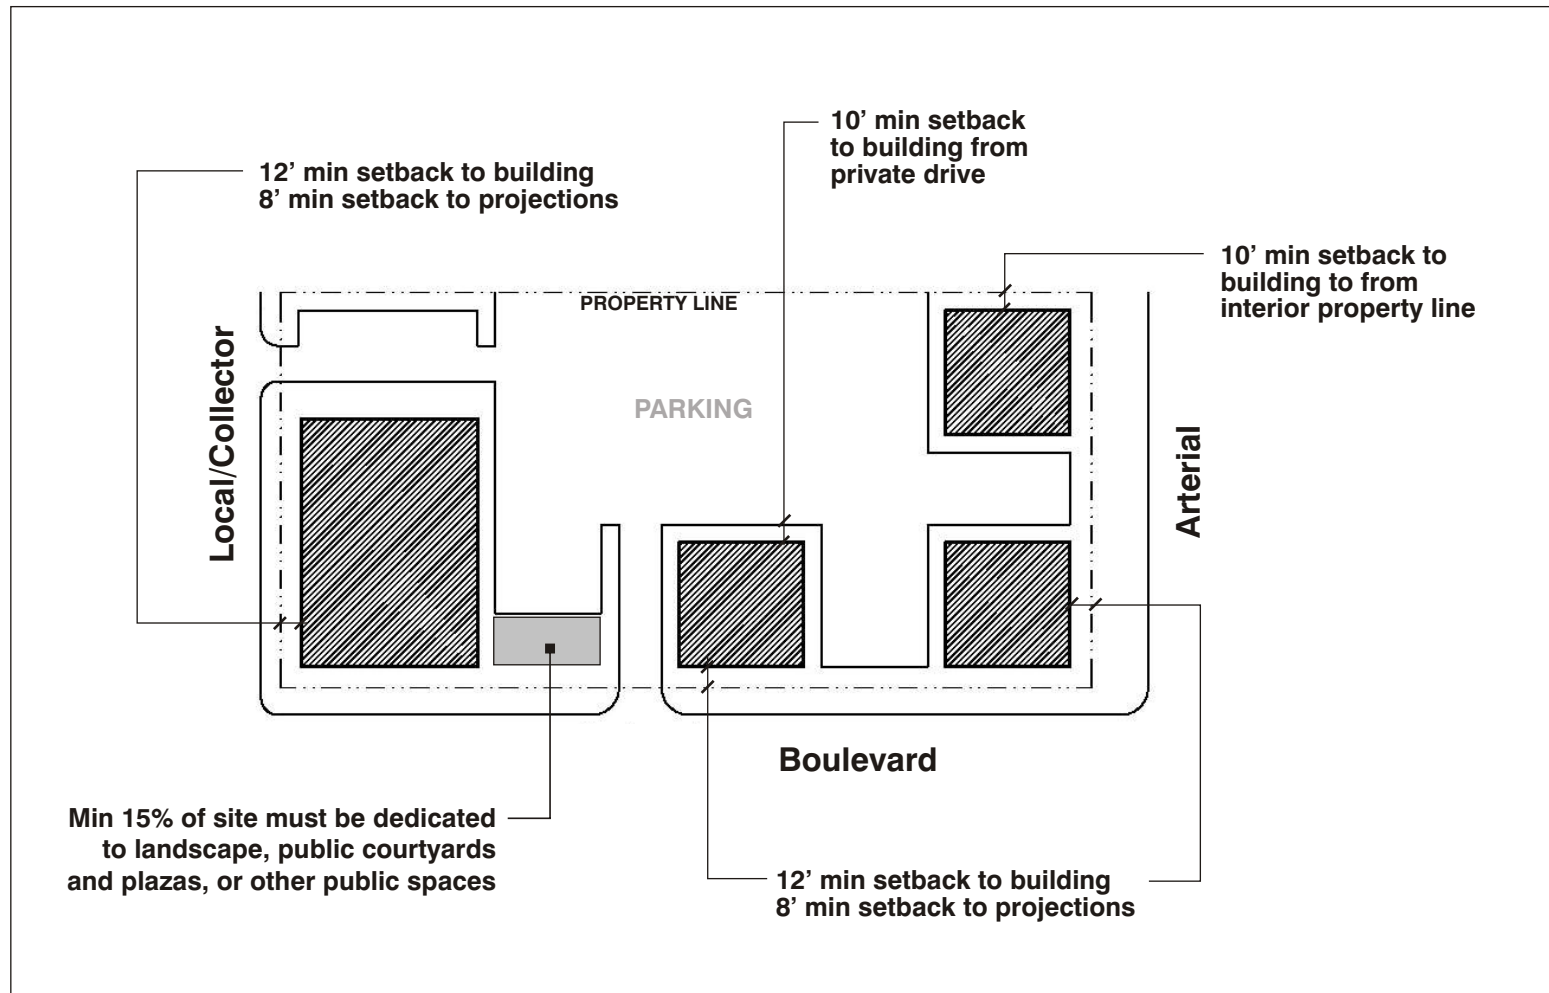 10’ min setback
to building from
private drive
12’ min setback to building
8’ min setback to projections
10’ min setback to
building to from
interior property line
PROPERTY LINE
Local/Collector
PARKING
Arterial
Boulevard
Min 15% of site must be dedicated
to landscape, public courtyards
and plazas, or other public spaces
12’ min setback to building
8’ min setback to projections